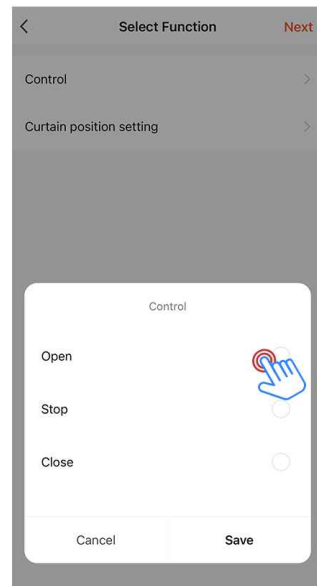 Select Function Next
Control
Curtain position setting
Control
Open
Stop
Close
Cancel Save